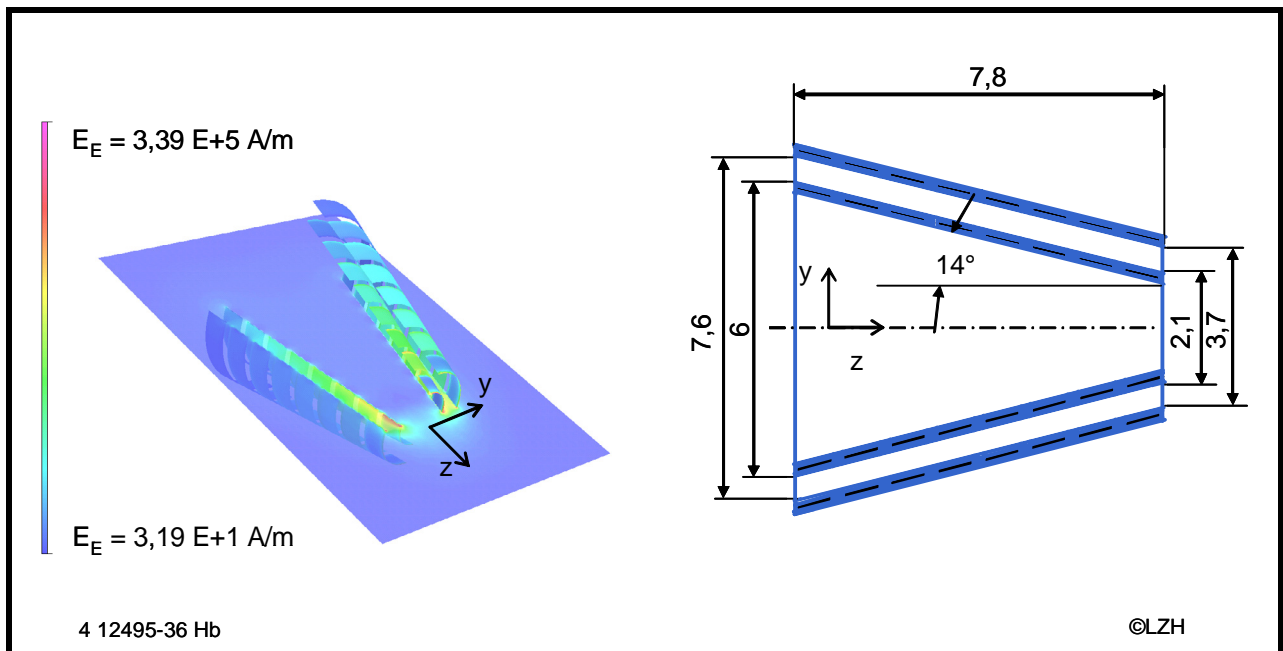 E_E = 3,39 E+5 A/m
y
z
E_E = 3,19 E+1 A/m
7,8
14°
y
z
7,6
6
2,1
3,7
4 12495-36 Hb
©LZH